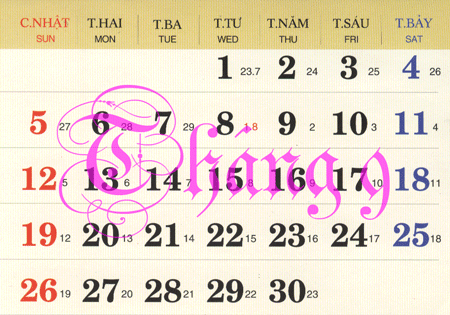 C.NHẬT T.HAI T.BA T.TƯ T.NĂM T.SÁU T.BẢY
SUN MON TUE WED THU FRI SAT
1 23.7 2 24 3 25 4 26
5 27 6 28 7 29 8 1.8 9 2 10 3 11 4
12 5 13 6 14 7 15 8 16 9 17 10 18 11
Tháng 9
19 12 20 13 21 14 22 15 23 16 24 17 25 18
26 19 27 20 28 21 29 22 30 23